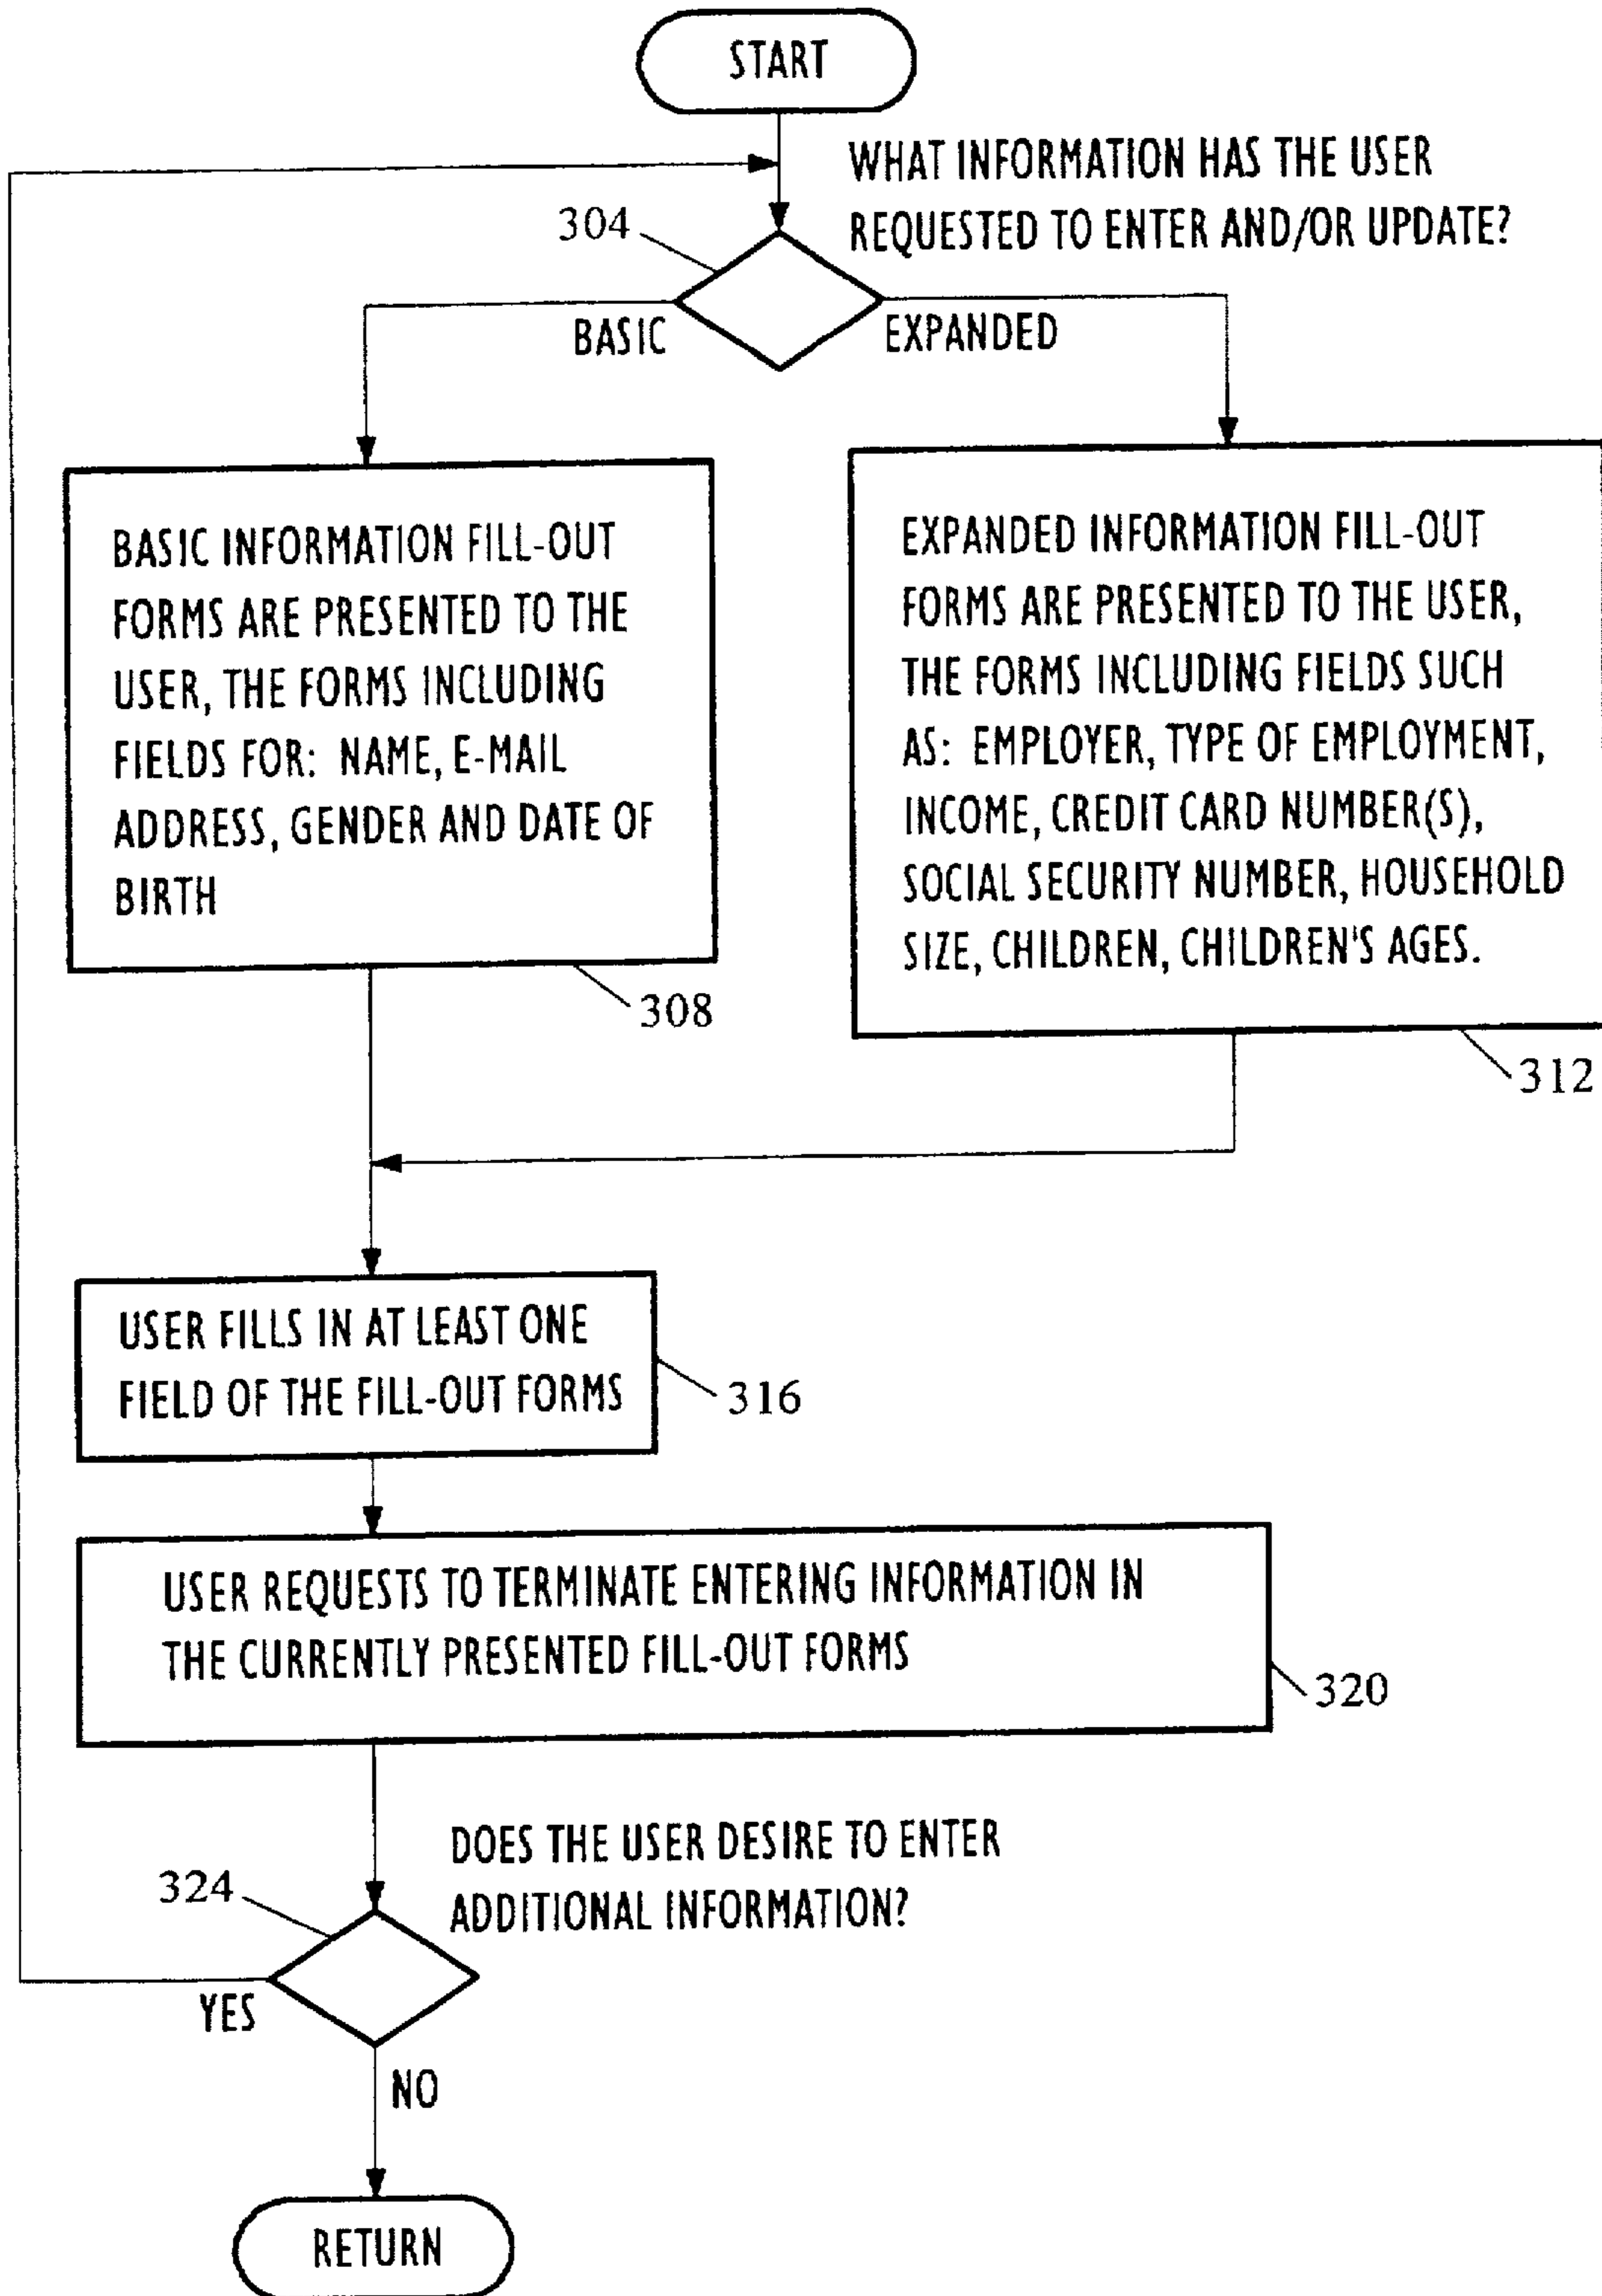 START
WHAT INFORMATION HAS THE USER
REQUESTED TO ENTER AND/OR UPDATE?
304
BASIC
EXPANDED
BASIC INFORMATION FILL-OUT
FORMS ARE PRESENTED TO THE
USER, THE FORMS INCLUDING
FIELDS FOR: NAME, E-MAIL
ADDRESS, GENDER AND DATE OF
BIRTH
308
EXPANDED INFORMATION FILL-OUT
FORMS ARE PRESENTED TO THE USER,
THE FORMS INCLUDING FIELDS SUCH
AS: EMPLOYER, TYPE OF EMPLOYMENT,
INCOME, CREDIT CARD NUMBER(S),
SOCIAL SECURITY NUMBER, HOUSEHOLD
SIZE, CHILDREN, CHILDREN'S AGES.
312
USER FILLS IN AT LEAST ONE
FIELD OF THE FILL-OUT FORMS
316
USER REQUESTS TO TERMINATE ENTERING INFORMATION IN
THE CURRENTLY PRESENTED FILL-OUT FORMS
320
DOES THE USER DESIRE TO ENTER
ADDITIONAL INFORMATION?
324
YES
NO
RETURN